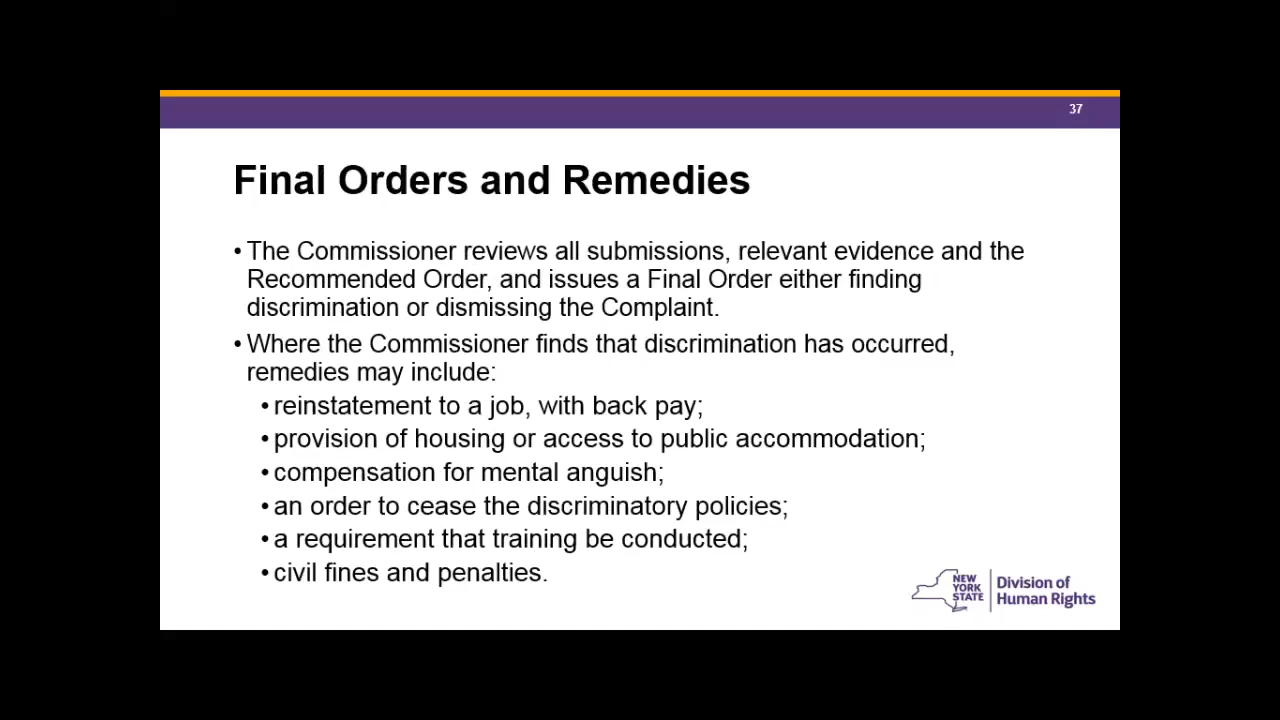 37
Final Orders and Remedies
• The Commissioner reviews all submissions, relevant evidence and the
Recommended Order, and issues a Final Order either finding
discrimination or dismissing the Complaint.
• Where the Commissioner finds that discrimination has occurred,
remedies may include:
• reinstatement to a job, with back pay;
• provision of housing or access to public accommodation;
• compensation for mental anguish;
• an order to cease the discriminatory policies;
• a requirement that training be conducted;
• civil fines and penalties.
NEW
YORK
STATE
Division of
Human Rights